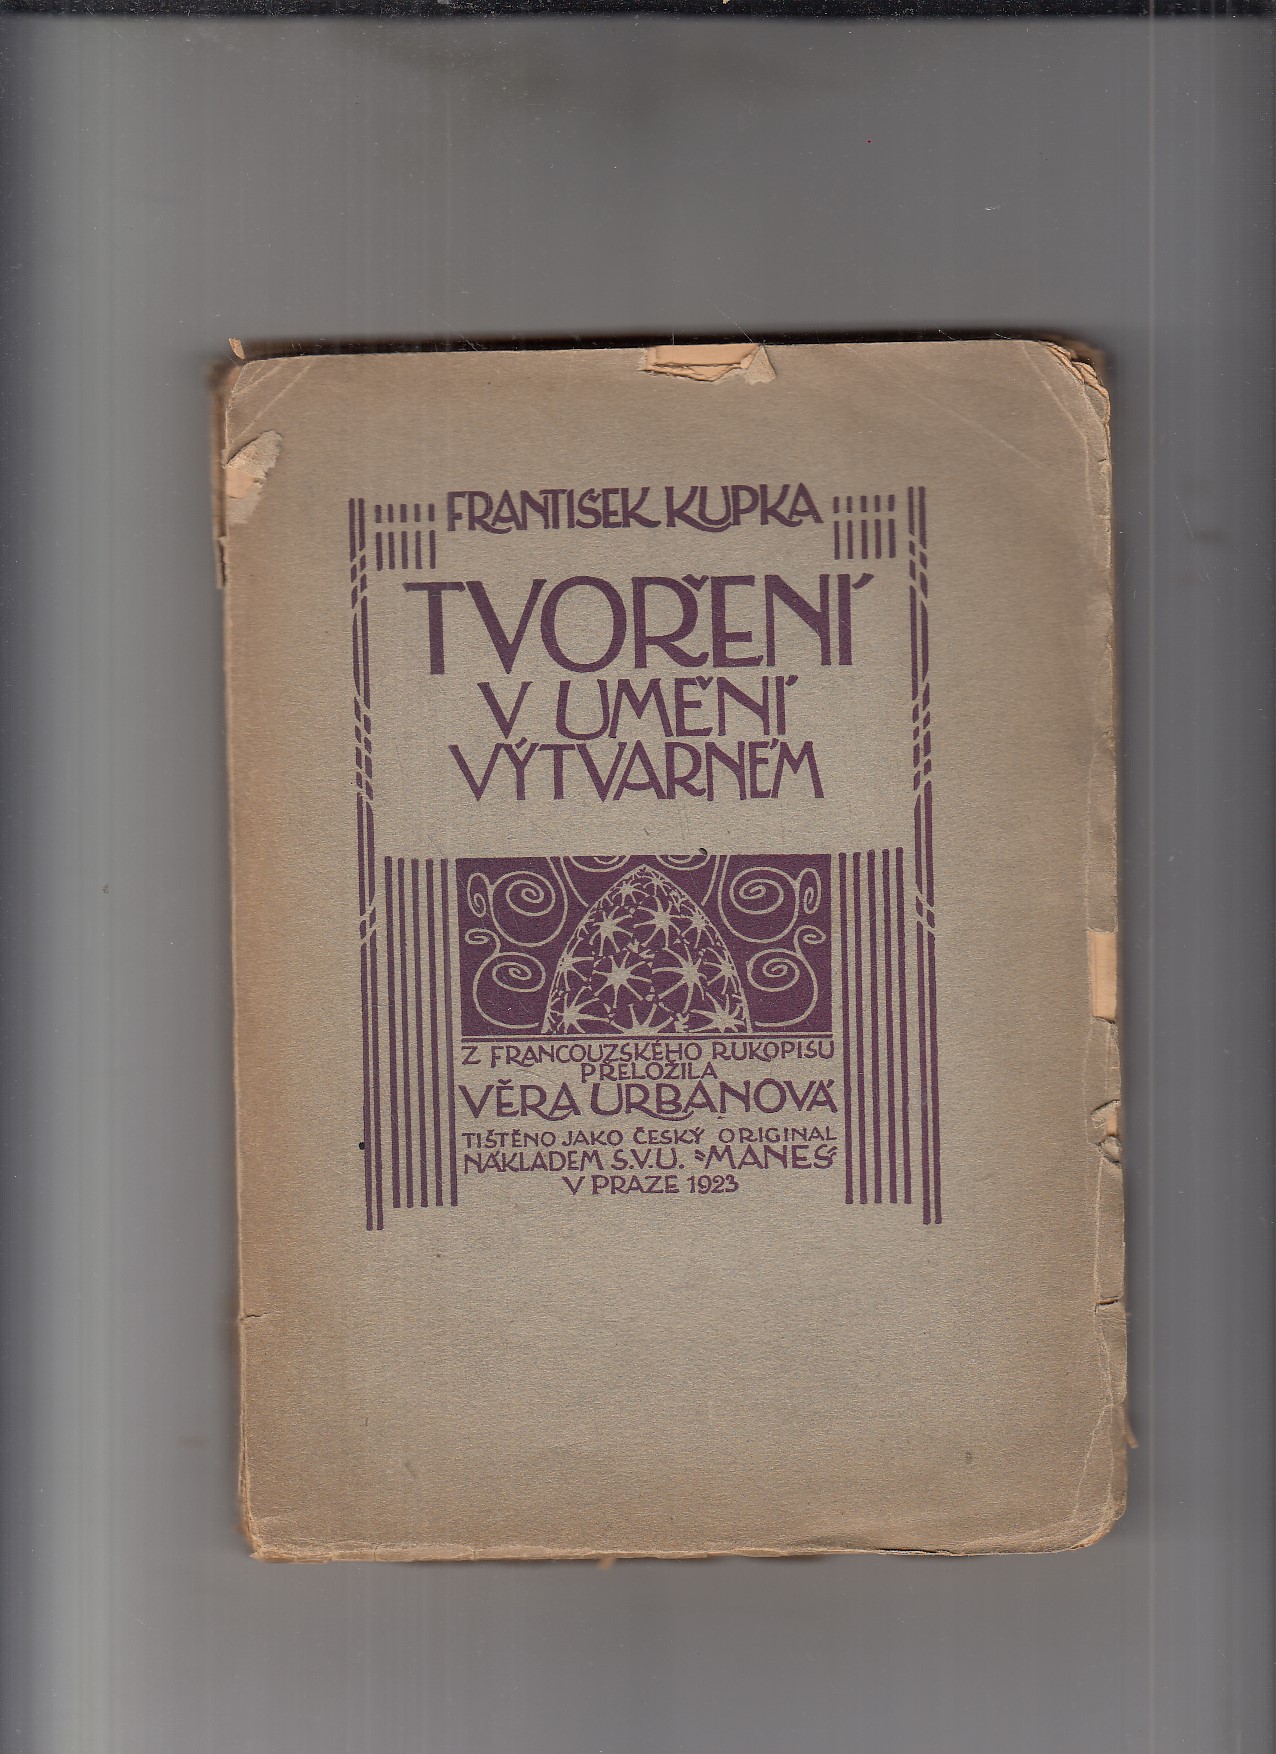 FRANTIŠEK KUPKA
TVOŘENÍ
V UMĚNÍ
VÝTVARNÉM
Z FRANCOUZSKÉHO RUKOPISU
PŘELOŽILA
VĚRA URBANOVÁ
TIŠTĚNO JAKO ČESKÝ ORIGINAL
NÁKLADEM S.V.U. "MANES"
V PRAZE 1923